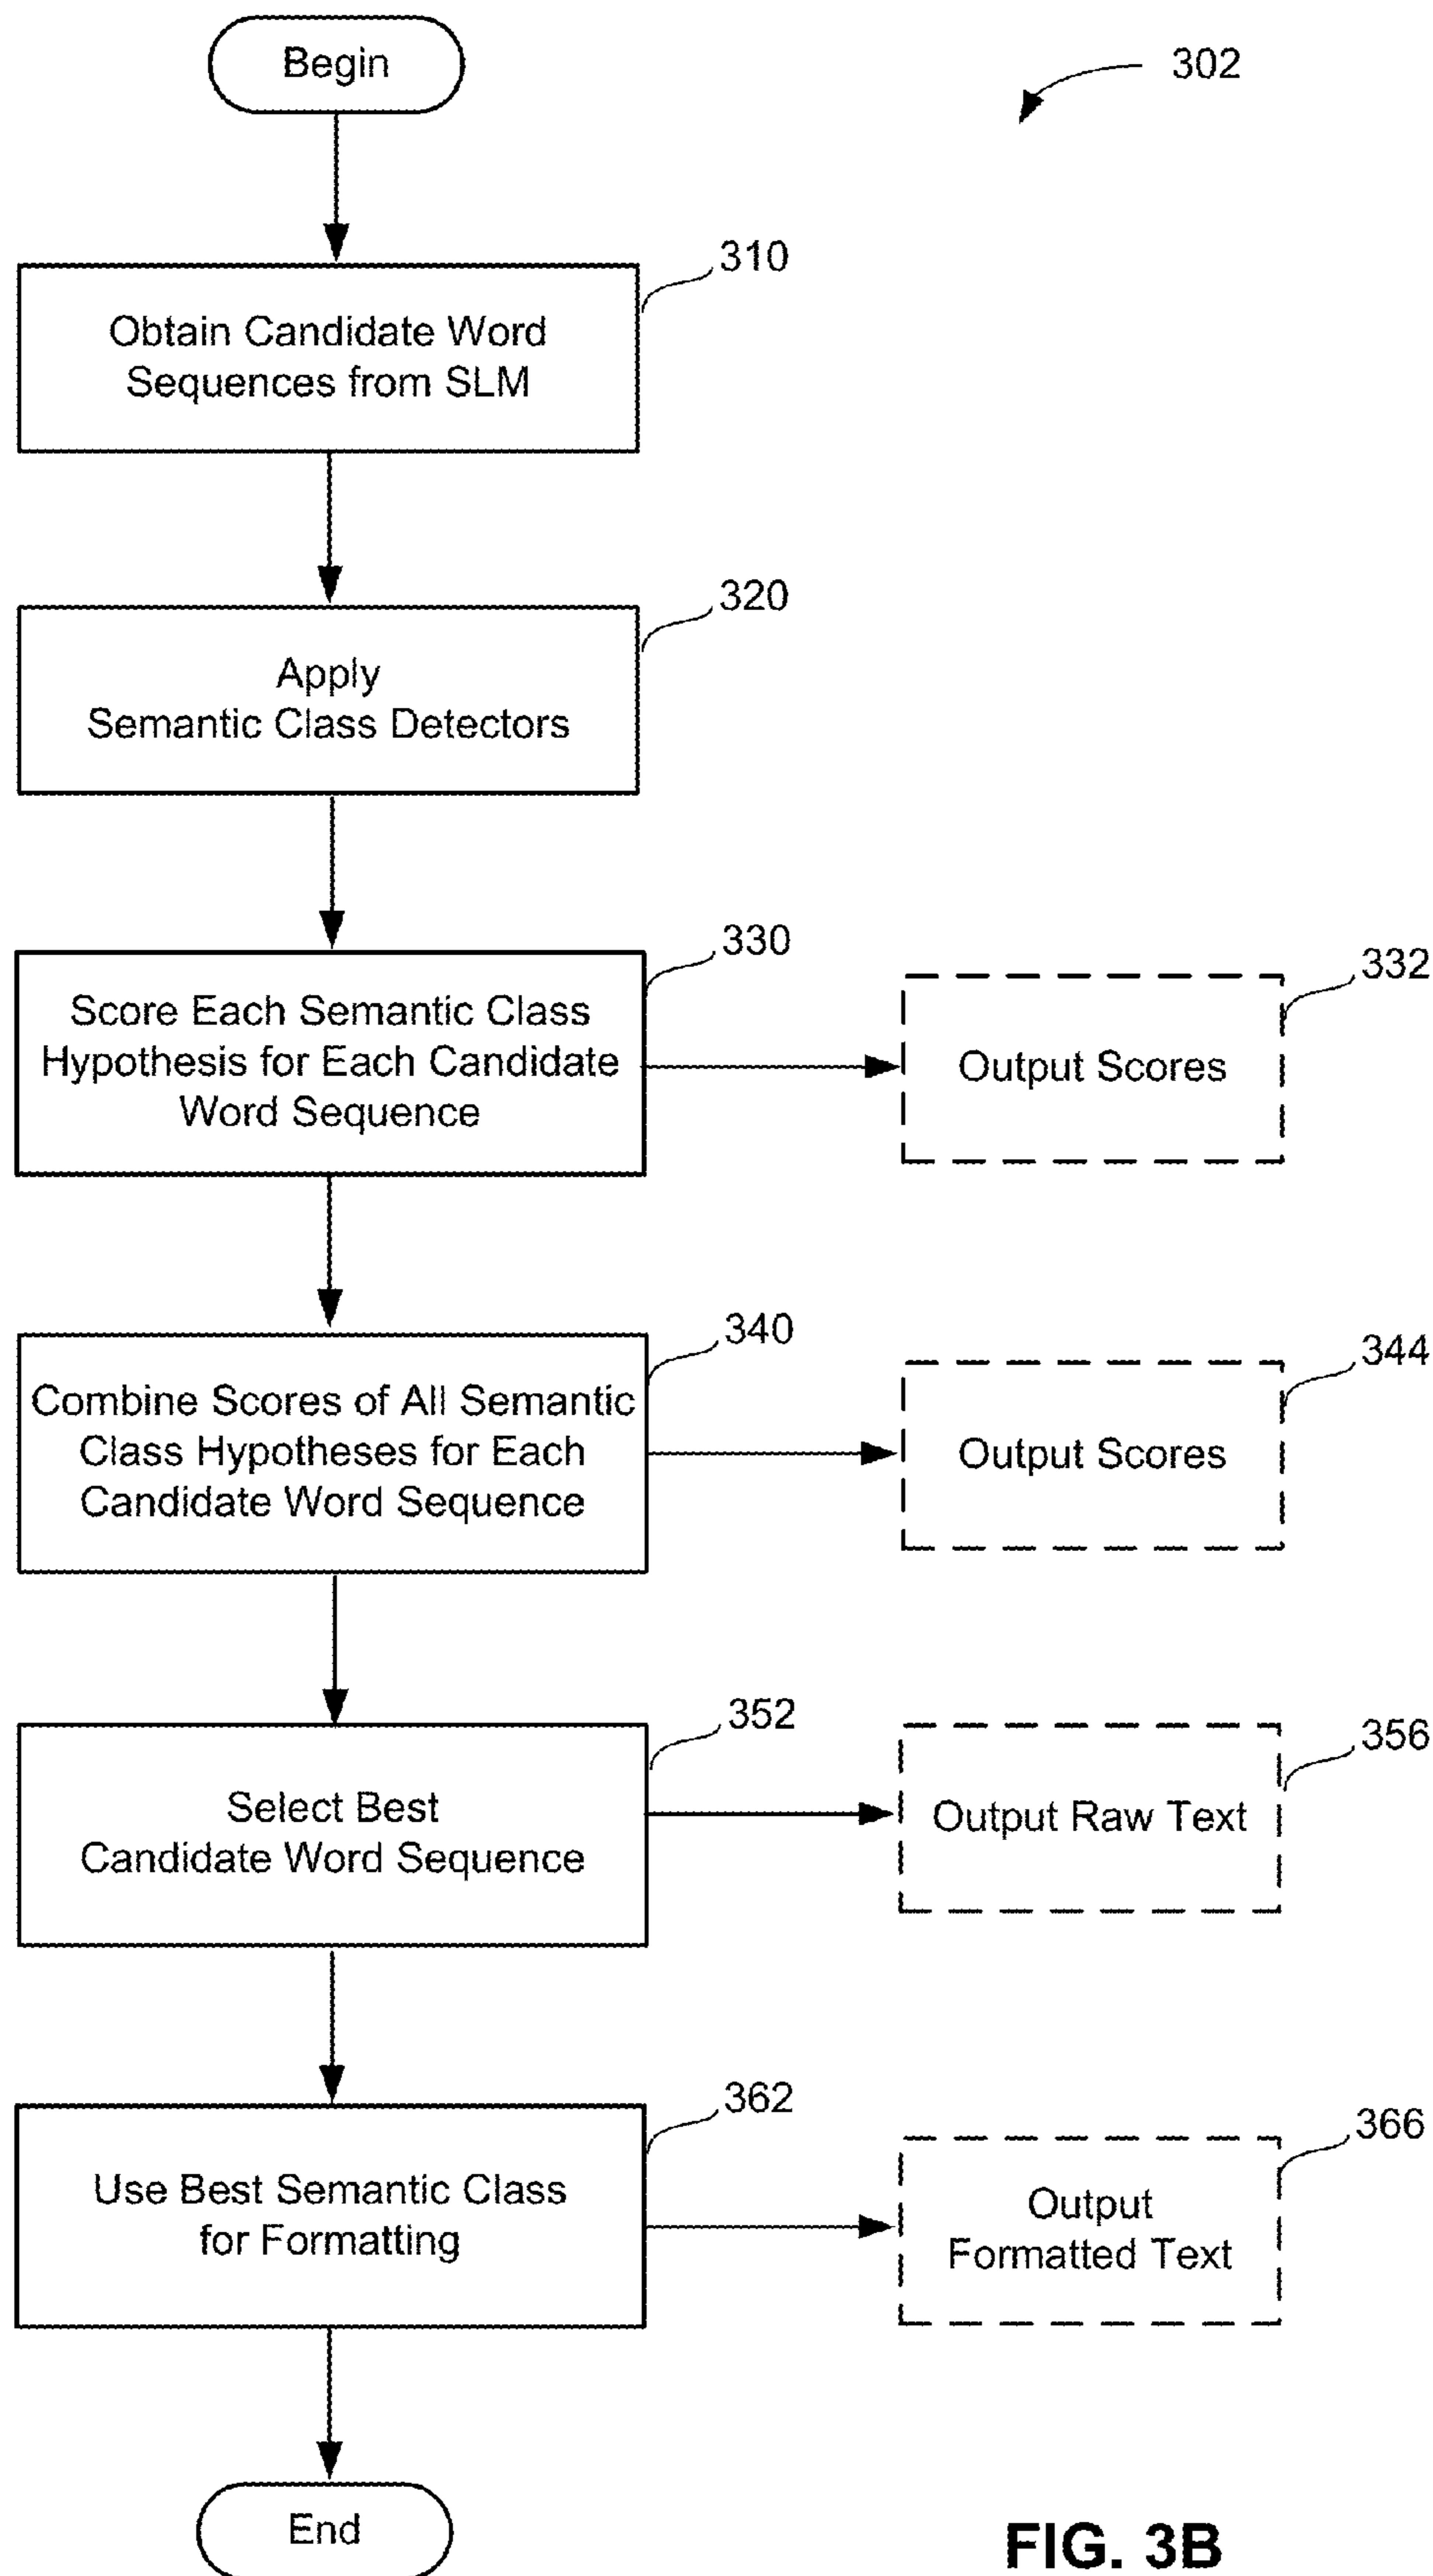 Begin
302
310
Obtain Candidate Word
Sequences from SLM
320
Apply
Semantic Class Detectors
330
Score Each Semantic Class
Hypothesis for Each Candidate
Word Sequence
332
Output Scores
340
Combine Scores of All Semantic
Class Hypotheses for Each
Candidate Word Sequence
344
Output Scores
352
Select Best
Candidate Word Sequence
356
Output Raw Text
362
Use Best Semantic Class
for Formatting
366
Output
Formatted Text
End
FIG. 3B